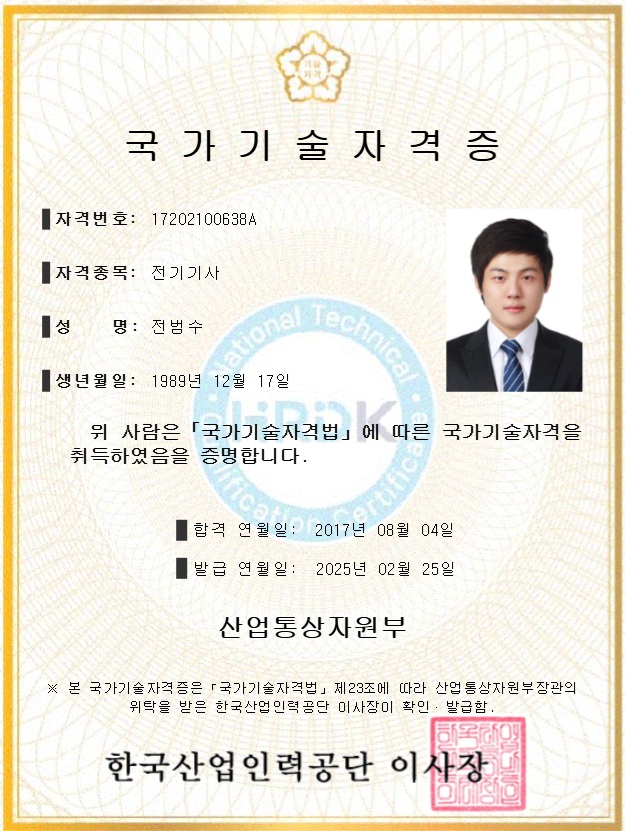 기술
자격
국가기술자격증
자격번호: 17202100638A
자격종목: 전기기사
성 명: 전범수
생년월일: 1989년 12월 17일
National Technical
HRDK
Qualification Certificate
위 사람은「국가기술자격법」에 따른 국가기술자격을
취득하였음을 증명합니다.
합격 연월일: 2017년 08월 04일
발급 연월일: 2025년 02월 25일
산업통상자원부
※ 본 국가기술자격증은「국가기술자격법」제23조에 따라 산업통상자원부장관의
위탁을 받은 한국산업인력공단 이사장이 확인·발급함.
한국산업인력공단 이사장